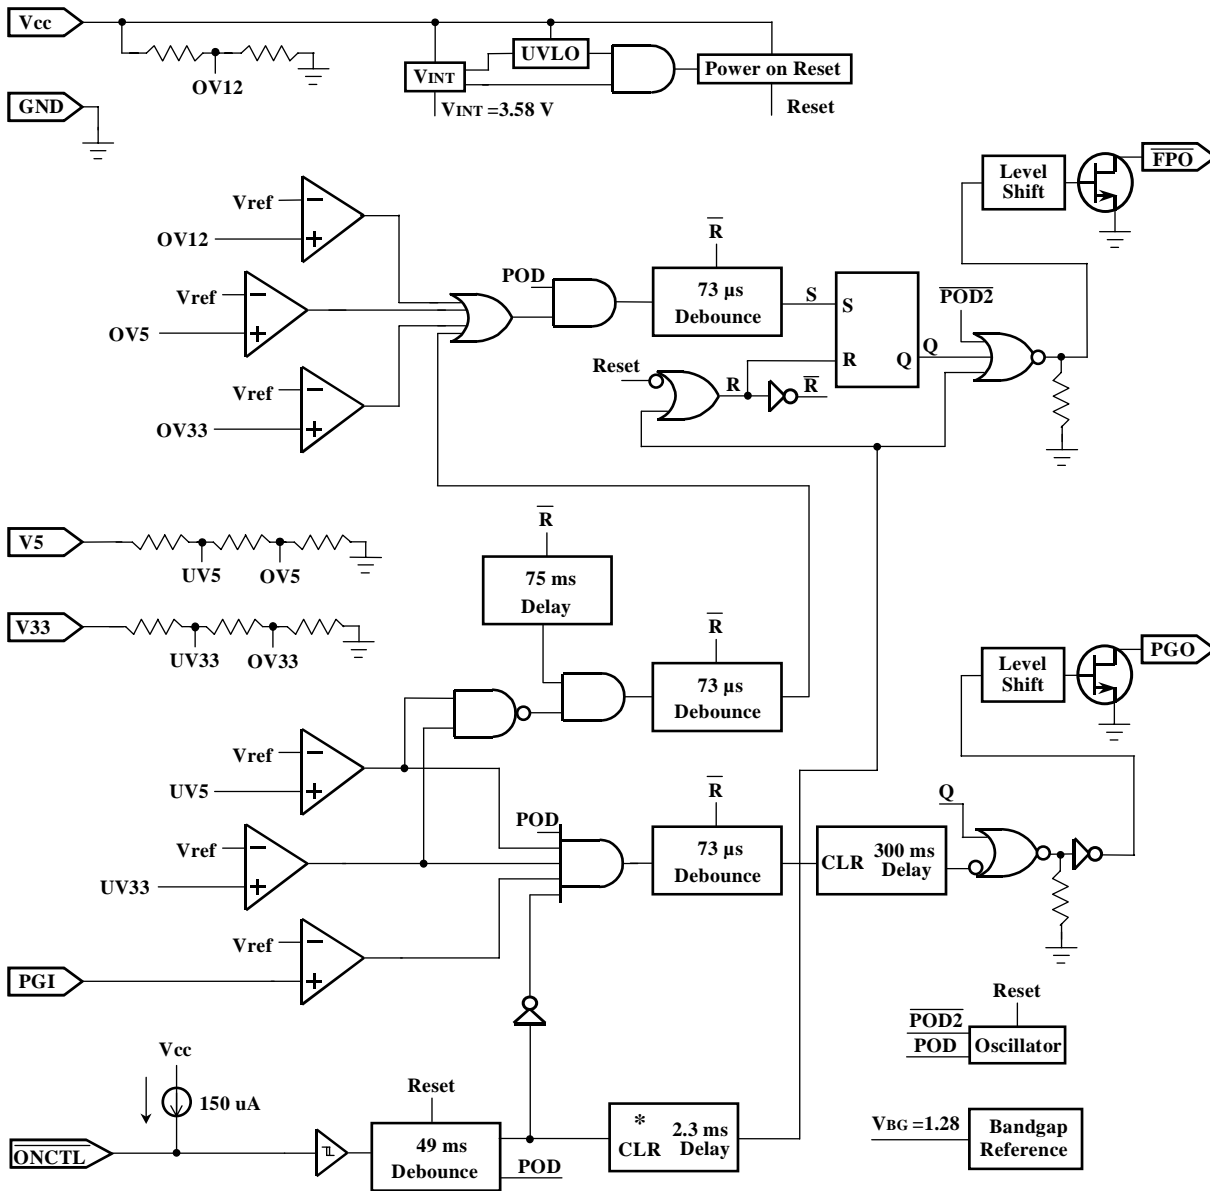 Vcc
OV12
GND
VINT
UVLO
VINT =3.58 V
Power on Reset
Reset
Level
Shift
FPO
Vref
−
OV12
+
Vref
−
OV5
+
Vref
−
OV33
+
POD
R
73 μs
Debounce
S
S
R
Q
Q
POD2
Reset
R
R
V5
UV5
OV5
V33
UV33
OV33
R
75 ms
Delay
R
73 μs
Debounce
Level
Shift
PGO
Vref
−
UV5
+
Vref
−
UV33
+
Vref
−
PGI
+
POD
R
73 μs
Debounce
CLR
300 ms
Delay
Q
Reset
POD2
POD
Oscillator
Vcc
150 uA
ONCTL
Reset
49 ms
Debounce
POD
*
CLR
2.3 ms
Delay
VBG =1.28
Bandgap
Reference